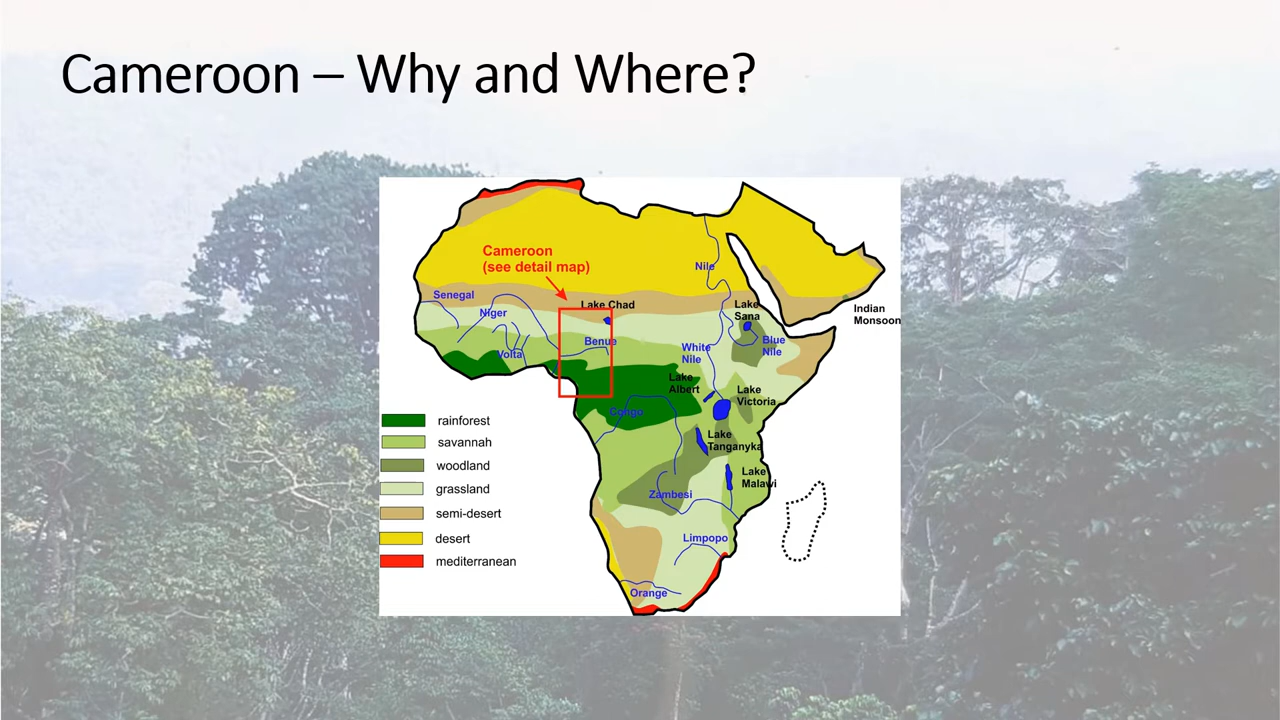 Cameroon – Why and Where?
Cameroon
(see detail map)
Nile
Senegal
Niger
Volta
Lake Chad
Benue
Lake
Sana
Indian
Monsoon
White
Nile
Blue
Nile
Lake
Albert
Lake
Victoria
Congo
Lake
Tanganyka
Lake
Malawi
Zambesi
Limpopo
Orange
rainforest
savannah
woodland
grassland
semi-desert
desert
mediterranean